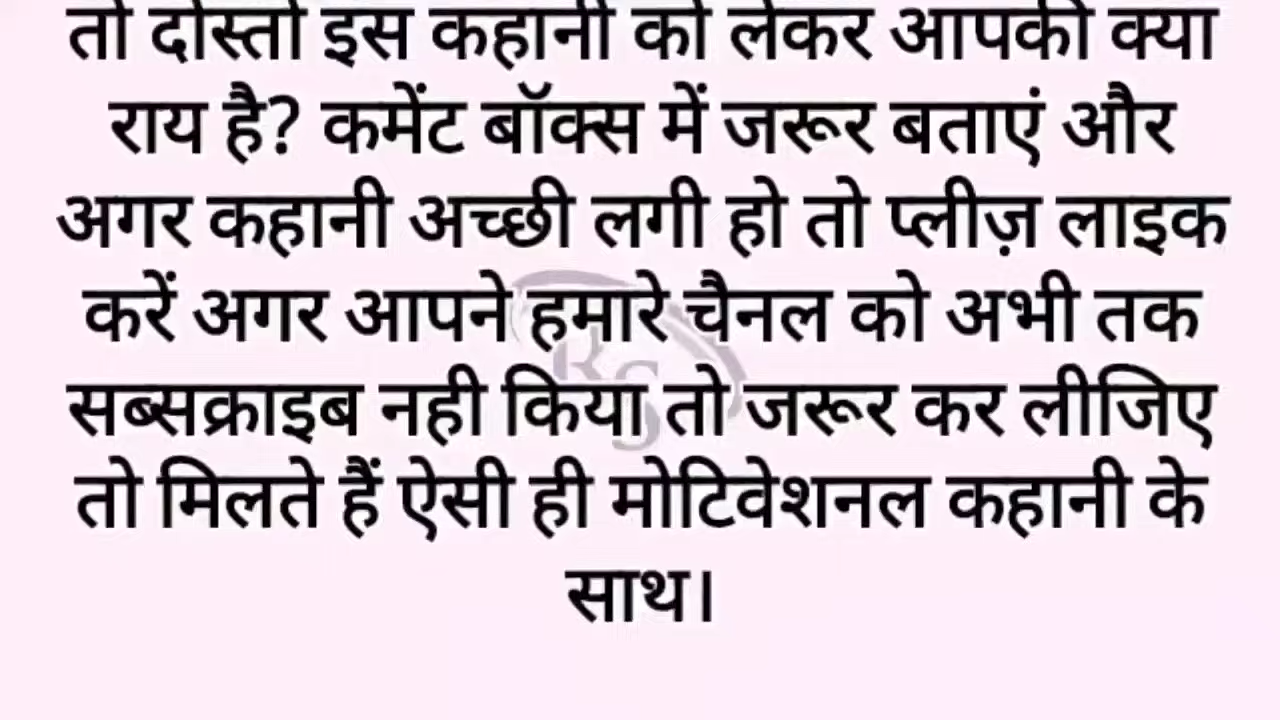 तो दोस्तो इस कहानी को लेकर आपकी क्या
राय है? कमेंट बॉक्स में जरूर बताएं और
अगर कहानी अच्छी लगी हो तो प्लीज़ लाइक
करें अगर आपने हमारे चैनल को अभी तक
सब्सक्राइब नही किया तो जरूर कर लीजिए
तो मिलते हैं ऐसी ही मोटिवेशनल कहानी के
साथ।
RS